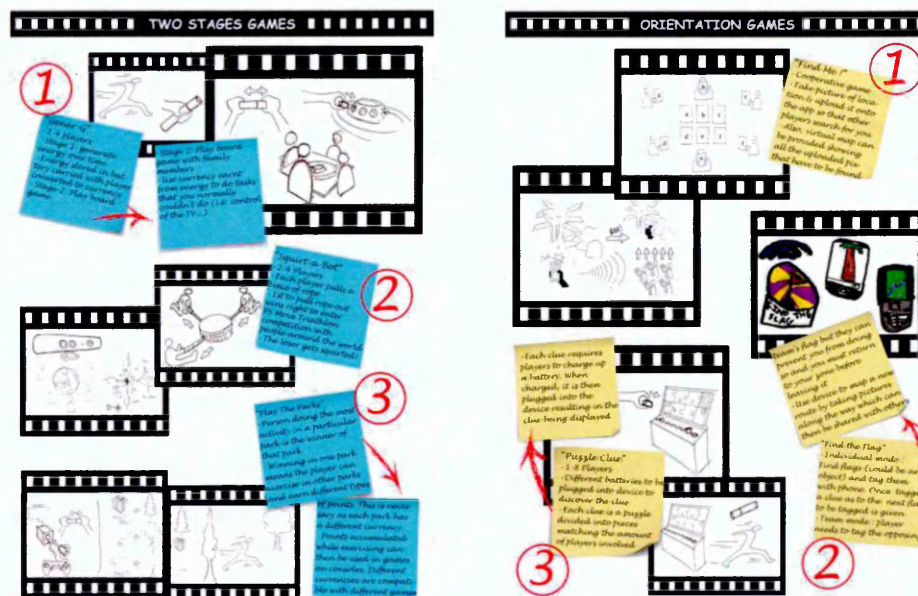 TWO STAGES GAMES
1
"Gener G"
1-4 players
- Stage 1: generate
energy over time
- Energy stored in bat
tery carried with player
converted to currency
- Stage 2: Play board
game.
Stage 2: Play board
game with family
members
- Use currency earnt
from energy to do tasks
that you normally
couldn't do (i.e. control
of the TV...)
2
"Squirt-a-Bot"
- 2-4 Players
- Each player pulls a
piece of rope
- 1st to pull rope out
wins right to enter
PS Move Triathlon
competition with
people around the world
The loser gets squirted!
3
"Play The Parks"
- Person doing the most
activity in a particular
park is the winner of
that park.
- Winning in one park
means the player can
exercise in other parks
and earn different types
of points. This is neces
sary as each park has
a different currency.
- Points accumulated
while exercising can
then be used in games
on consoles. Different
currencies are compati
ble with different games
ORIENTATION GAMES
1
"Find Me !"
- Cooperative game
- Take picture of loca-
tion & upload it onto
the app so that other
players search for you
- Also, virtual map can
be provided showing
all the uploaded pix
that have to be found
FIND THE
FLAG
2
"Find the Flag"
- Individual mode:
Find flags (could be an
object) and tag them
with phone. Once tagged
a clue as to the next flag
to be tagged is given.
- Team mode: player
needs to tag the opposing
team's flag but they can
prevent you from doing
so and you must return
to your zone before
leaving it
- Use device to map a new
route by taking pictures
along the way which can
then be shared with others
3
"Puzzle Clue"
- 1-8 Players
- Different batteries to be
plugged into device to
discover the clue
- Each clue is a puzzle
divided into pieces
matching the amount
of players involved
- Each clue requires
players to charge up
a battery. When
charged, it is then
plugged into the
device resulting in the
clue being displayed